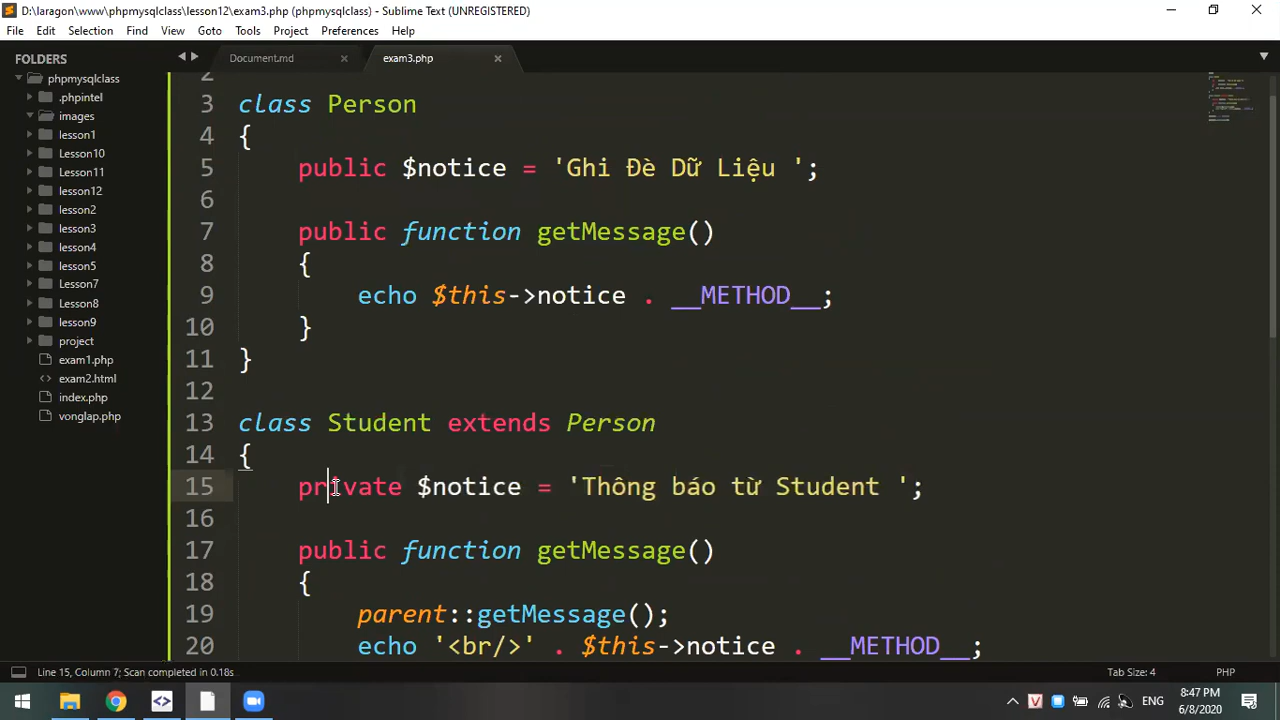 D:\laragon\www\phpmysqlclass\lesson12\exam3.php (phpmysqlclass) - Sublime Text (UNREGISTERED)
File Edit Selection Find View Goto Tools Project Preferences Help
FOLDERS
phpmysqlclass
.phpintel
images
lesson1
Lesson10
Lesson11
lesson12
lesson2
lesson3
lesson4
lesson5
Lesson7
Lesson8
lesson9
project
exam1.php
exam2.html
index.php
vonglap.php
Document.md exam3.php
2
3 class Person
4 {
5 public $notice = 'Ghi Đè Dữ Liệu ';
6
7 public function getMessage()
8 {
9 echo $this->notice . __METHOD__;
10 }
11 }
12
13 class Student extends Person
14 {
15 private $notice = 'Thông báo từ Student ';
16
17 public function getMessage()
18 {
19 parent::getMessage();
20 echo '<br/>' . $this->notice . __METHOD__;
Line 15, Column 7; Scan completed in 0.18s Tab Size: 4 PHP
ENG 8:47 PM
6/8/2020